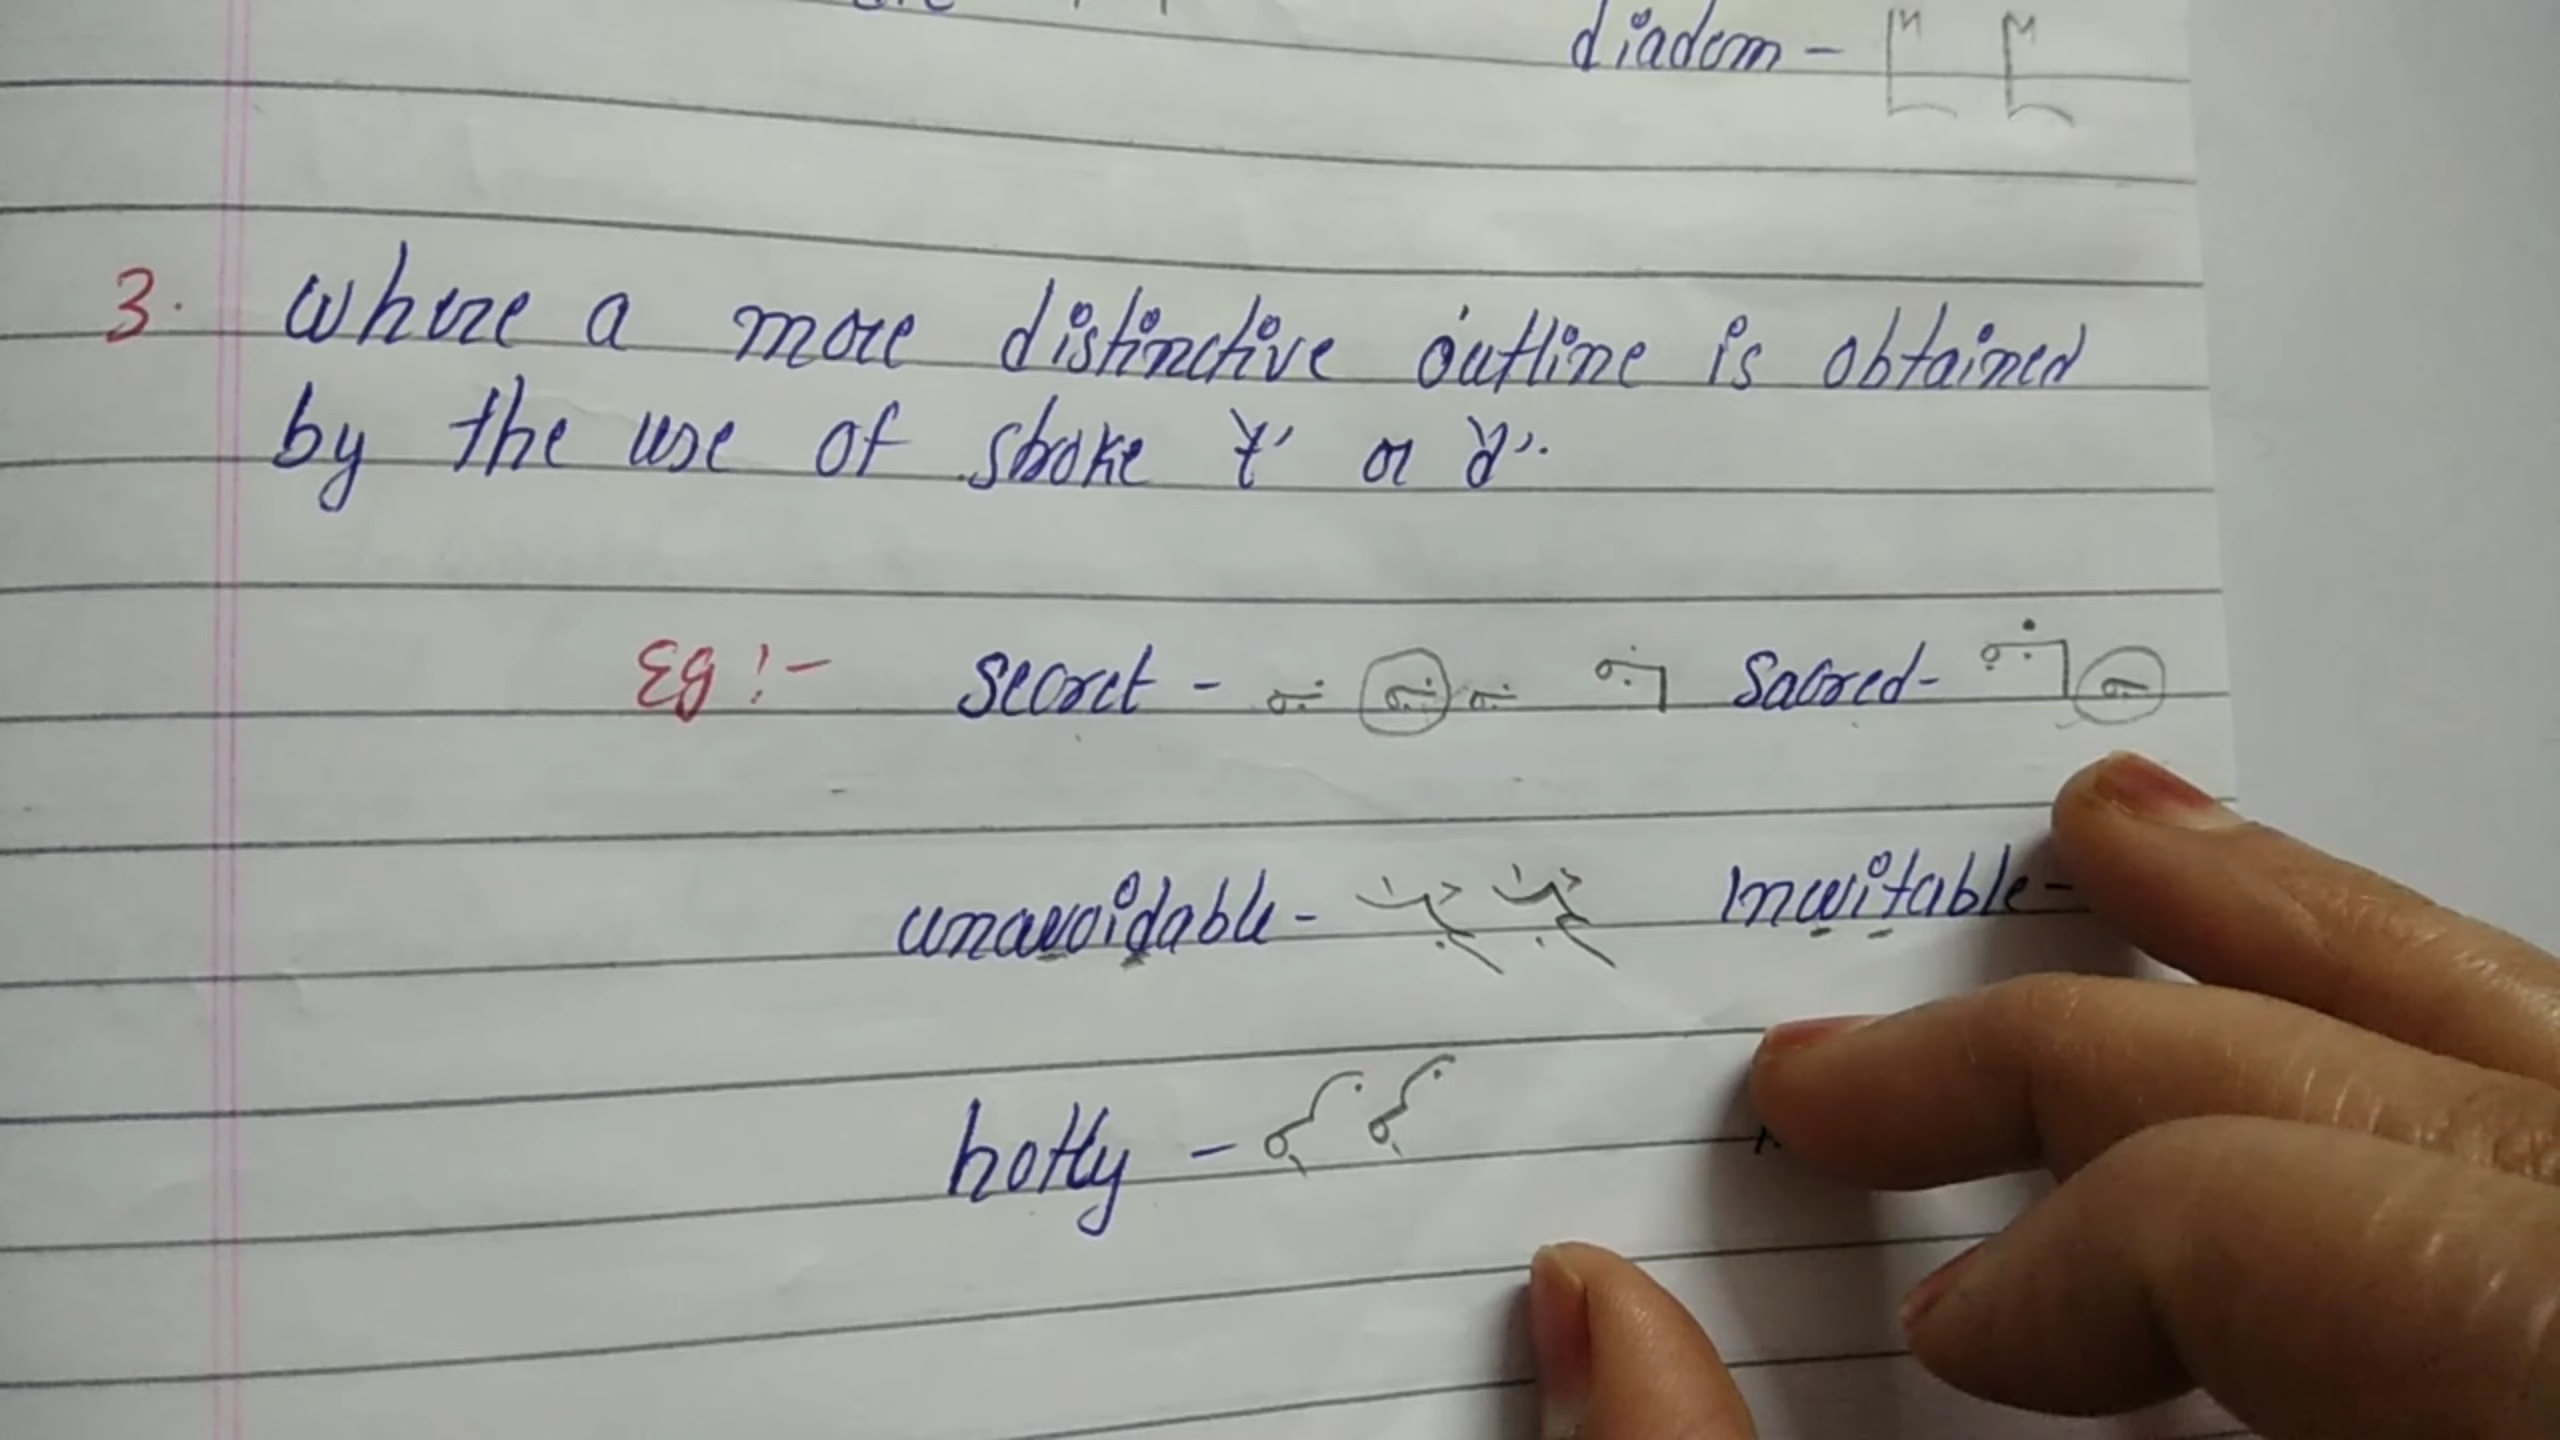 diadem -
3. Where a more distinctive outline is obtained
by the use of stroke 't' or 'd'.
Eg :- Secret - Sacred-
unavoidable - Inevitable-
hotly -